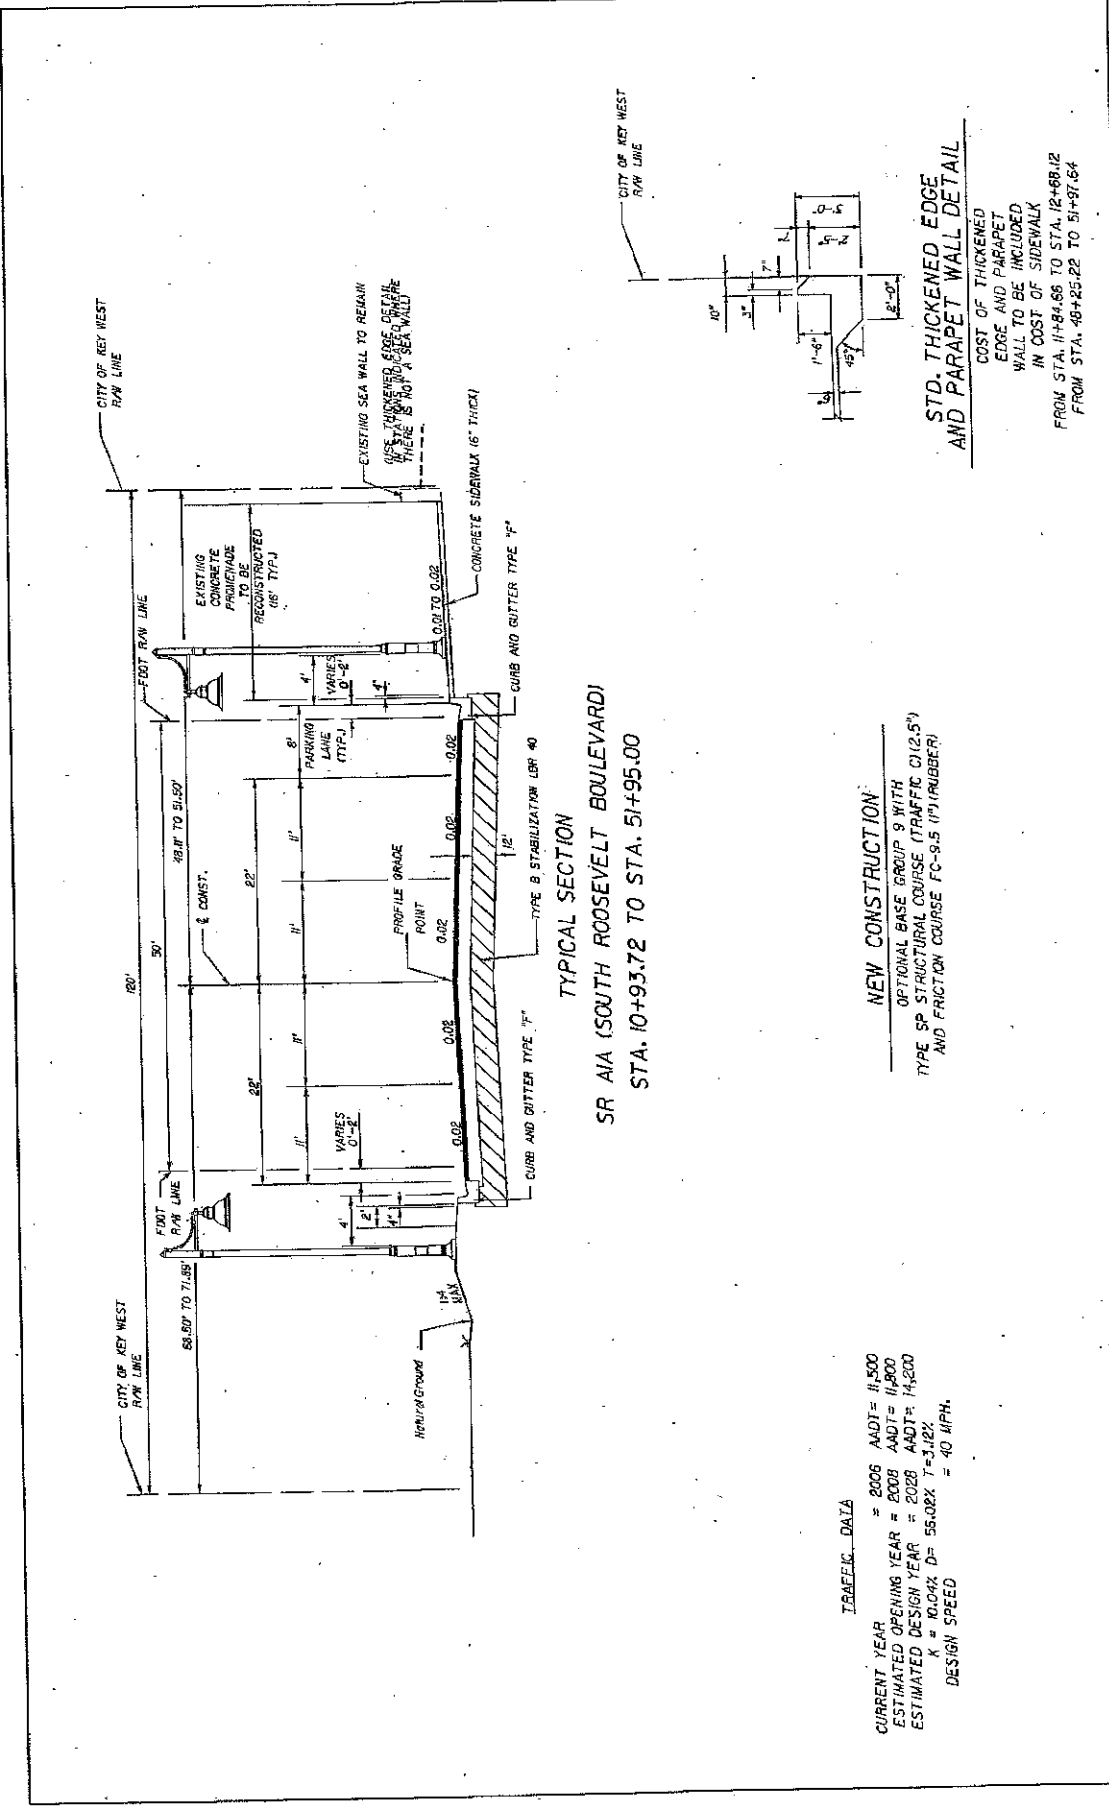 CITY OF KEY WEST
R/W LINE
CITY OF KEY WEST
R/W LINE
120'
68.50' TO 71.89'
48.11' TO 51.50'
FDOT
R/W LINE
FDOT R/W LINE
50'
℄ CONST.
22'
22'
11'
11'
11'
11'
8'
PARKING
LANE
(TYP.)
VARIES
0'-2'
VARIES
0'-2'
4'
2'
4"
4'
4"
EXISTING
CONCRETE
PROMENADE
TO BE
RECONSTRUCTED
(16' TYP.)
EXISTING SEA WALL TO REMAIN
(USE THICKENED EDGE DETAIL
IN STATIONS INDICATED WHERE
THERE IS NOT A SEA WALL)
PROFILE GRADE
POINT
Natural Ground
1:4
MAX
0.02
0.02
0.02
0.02
0.02
0.01 TO 0.02
CONCRETE SIDEWALK (6" THICK)
CURB AND GUTTER TYPE "F"
CURB AND GUTTER TYPE "F"
12"
TYPE B STABILIZATION LBR 40
TYPICAL SECTION
SR A1A (SOUTH ROOSEVELT BOULEVARD)
STA. 10+93.72 TO STA. 51+95.00
TRAFFIC DATA
CURRENT YEAR = 2006 AADT= 11,500
ESTIMATED OPENING YEAR = 2008 AADT= 11,800
ESTIMATED DESIGN YEAR = 2028 AADT= 14,200
K = 10.04% D= 56.02% T=3.12%
DESIGN SPEED = 40 MPH.
NEW CONSTRUCTION
OPTIONAL BASE GROUP 9 WITH
TYPE SP STRUCTURAL COURSE (TRAFFIC C)(2.5")
AND FRICTION COURSE FC-9.5 (1")(RUBBER)
CITY OF KEY WEST
R/W LINE
10"
3"
7"
1'-6"
45°
6"
2'-0"
STD. THICKENED EDGE
AND PARAPET WALL DETAIL
COST OF THICKENED
EDGE AND PARAPET
WALL TO BE INCLUDED
IN COST OF SIDEWALK
FROM STA. 11+84.66 TO STA. 12+68.12
FROM STA. 48+25.22 TO 51+97.64